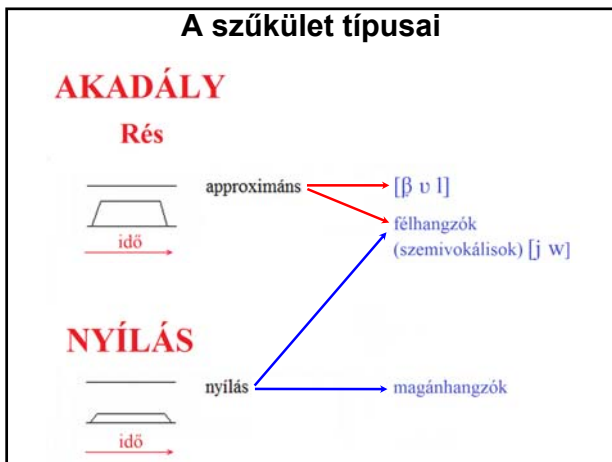 A szűkület típusai
AKADÁLY
Rés
approximáns
[β̞ ʋ l]
idő
félhangzók
(szemivokálisok) [j w]
NYÍLÁS
nyílás
magánhangzók
idő